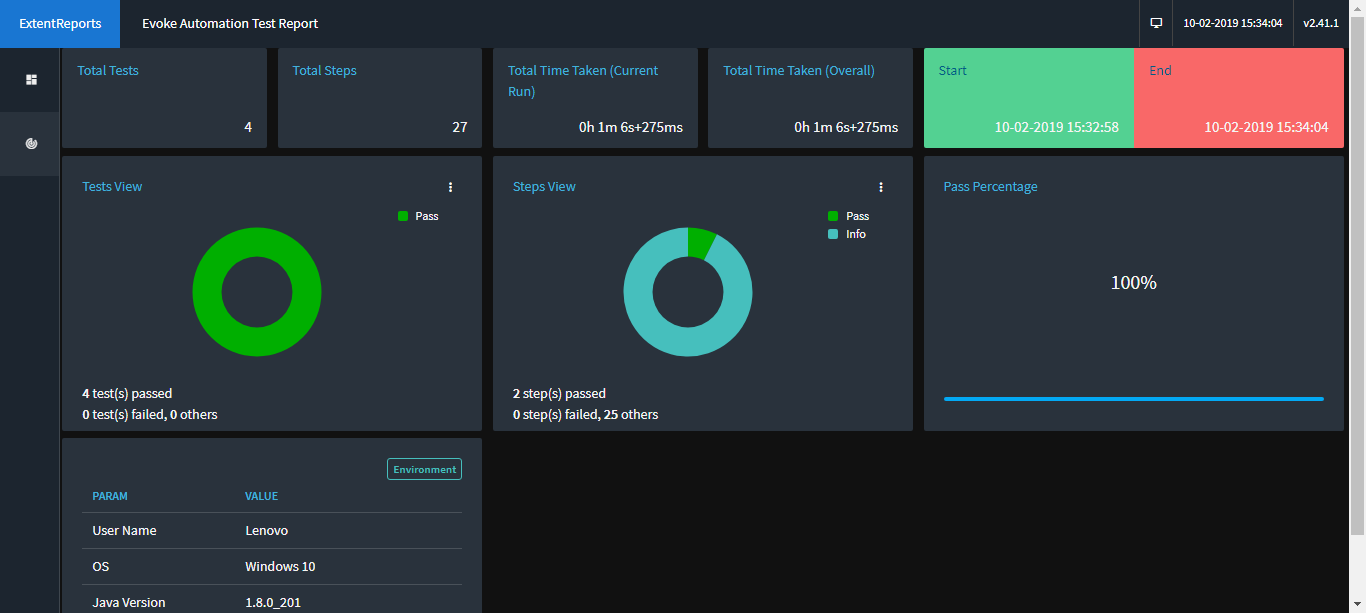 ExtentReports
Evoke Automation Test Report
10-02-2019 15:34:04
v2.41.1
Total Tests
4
Total Steps
27
Total Time Taken (Current
Run)
0h 1m 6s+275ms
Total Time Taken (Overall)
0h 1m 6s+275ms
Start
10-02-2019 15:32:58
End
10-02-2019 15:34:04
Tests View
Pass
4 test(s) passed
0 test(s) failed, 0 others
Steps View
Pass
Info
2 step(s) passed
0 step(s) failed, 25 others
Pass Percentage
100%
Environment
PARAM VALUE
User Name Lenovo
OS Windows 10
Java Version 1.8.0_201